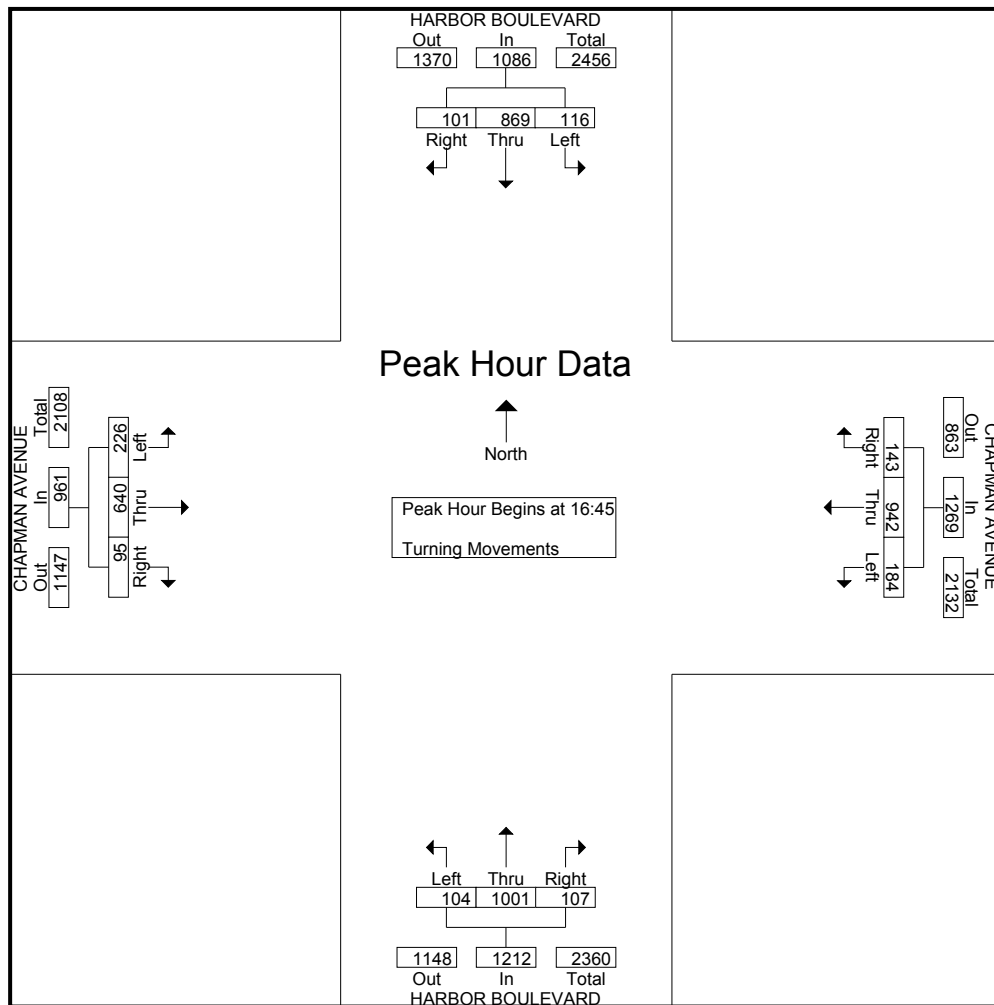 HARBOR BOULEVARD
Out In Total
1370 1086 2456
101 869 116
Right Thru Left
Peak Hour Data
North
Peak Hour Begins at 16:45
Turning Movements
CHAPMAN AVENUE
Out In Total
1147 961 2108
226 640 95
Left Thru Right
CHAPMAN AVENUE
Out In Total
863 1269 2132
143 942 184
Right Thru Left
Left Thru Right
104 1001 107
1148 1212 2360
Out In Total
HARBOR BOULEVARD